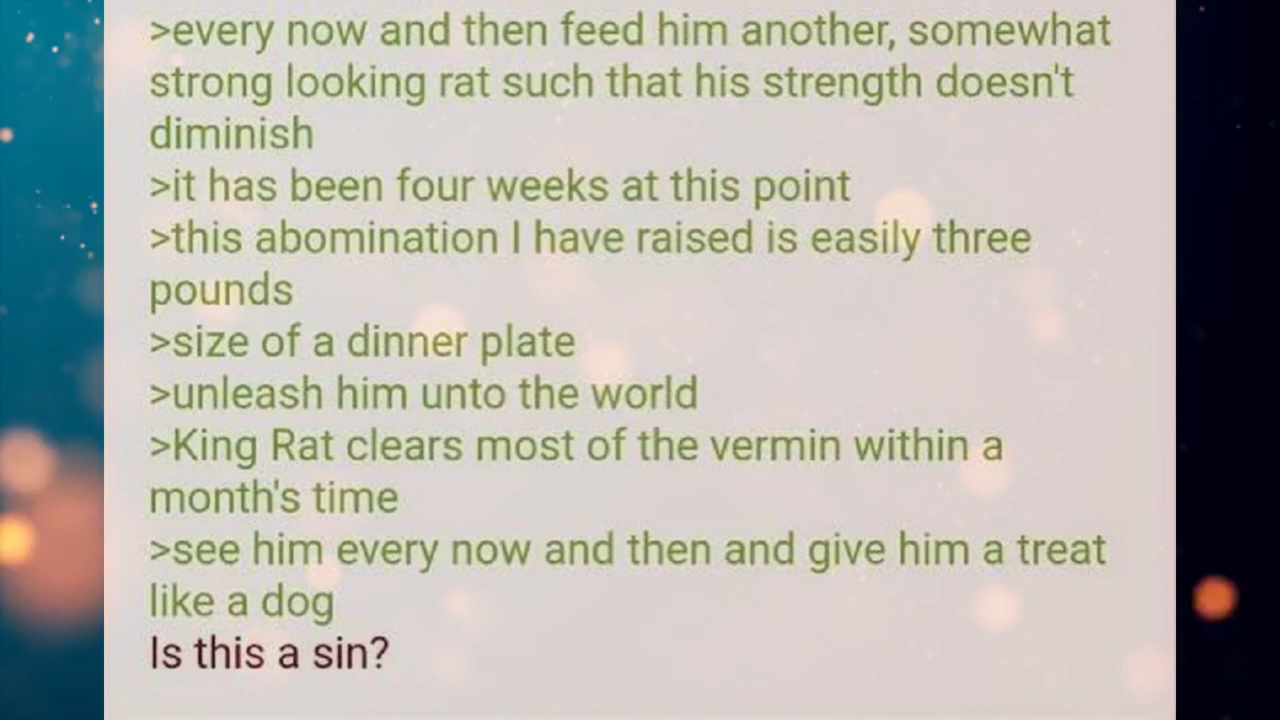 >every now and then feed him another, somewhat
strong looking rat such that his strength doesn't
diminish
>it has been four weeks at this point
>this abomination I have raised is easily three
pounds
>size of a dinner plate
>unleash him unto the world
>King Rat clears most of the vermin within a
month's time
>see him every now and then and give him a treat
like a dog
Is this a sin?